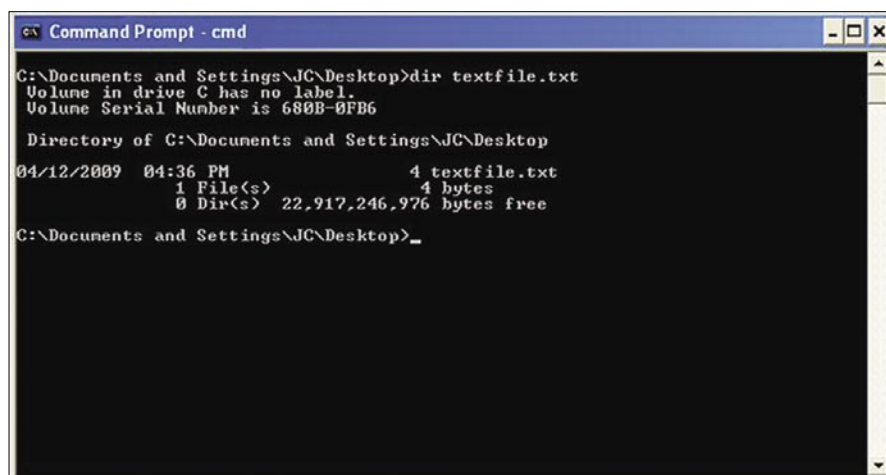 Command Prompt - cmd
C:\Documents and Settings\JC\Desktop>dir textfile.txt
Volume in drive C has no label.
Volume Serial Number is 680B-0FB6
Directory of C:\Documents and Settings\JC\Desktop
04/12/2009 04:36 PM 4 textfile.txt
1 File(s) 4 bytes
0 Dir(s) 22,917,246,976 bytes free
C:\Documents and Settings\JC\Desktop>_